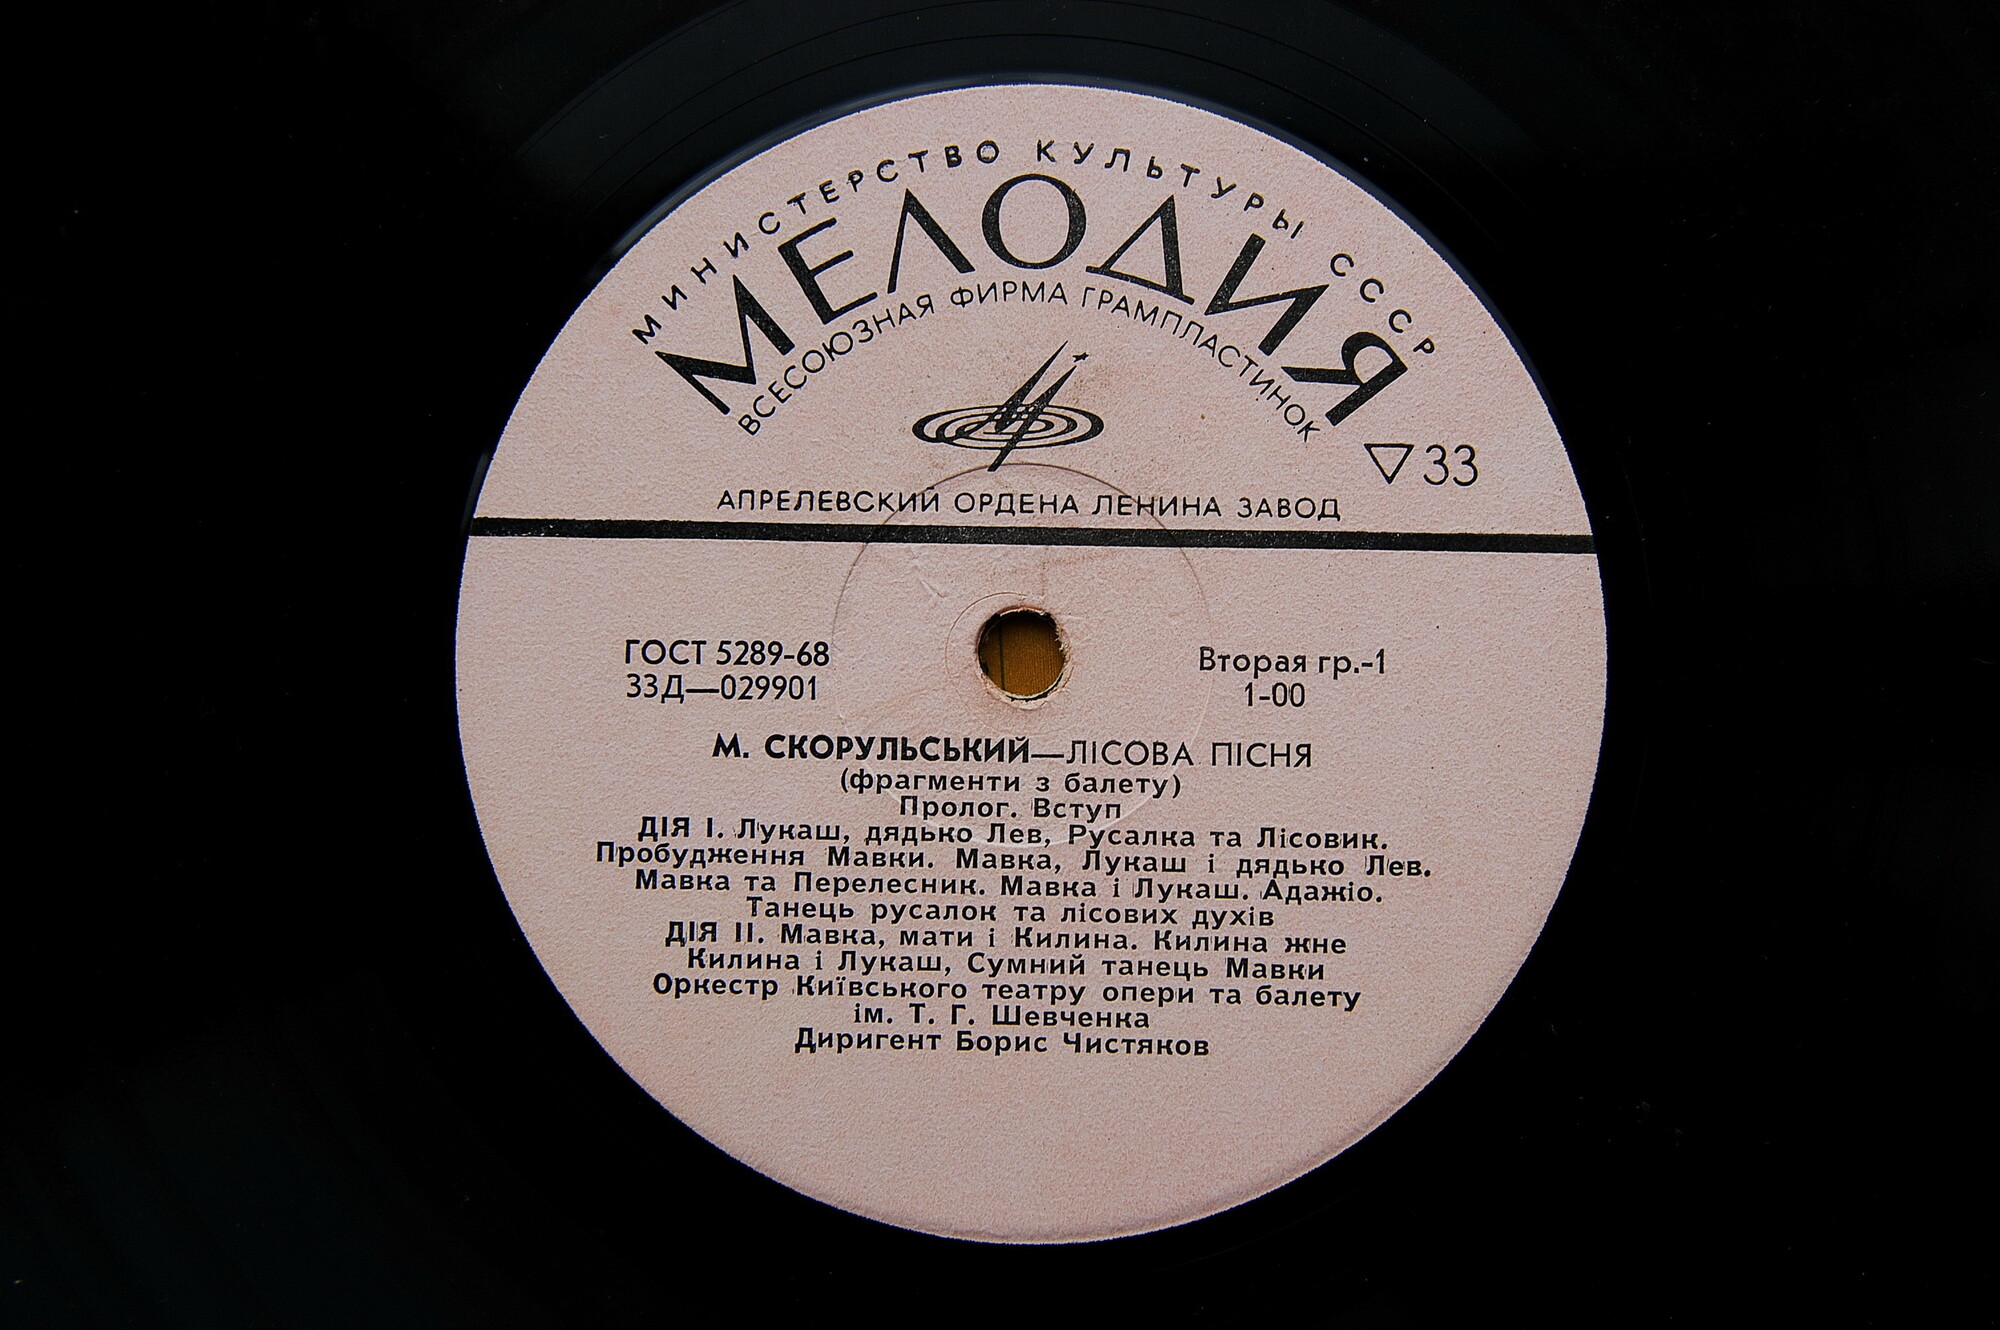 МИНИСТЕРСТВО КУЛЬТУРЫ СССР
МЕЛОДИЯ
ВСЕСОЮЗНАЯ ФИРМА ГРАМПЛАСТИНОК
▽33
АПРЕЛЕВСКИЙ ОРДЕНА ЛЕНИНА ЗАВОД
ГОСТ 5289-68
33Д—029901
Вторая гр.-1
1-00
М. СКОРУЛЬСЬКИЙ—ЛІСОВА ПІСНЯ
(фрагменти з балету)
Пролог. Вступ
ДІЯ І. Лукаш, дядько Лев, Русалка та Лісовик.
Пробудження Мавки. Мавка, Лукаш і дядько Лев.
Мавка та Перелесник. Мавка і Лукаш. Адажіо.
Танець русалок та лісових духів
ДІЯ ІІ. Мавка, мати і Килина. Килина жне
Килина і Лукаш, Сумний танець Мавки
Оркестр Київського театру опери та балету
ім. Т. Г. Шевченка
Диригент Борис Чистяков